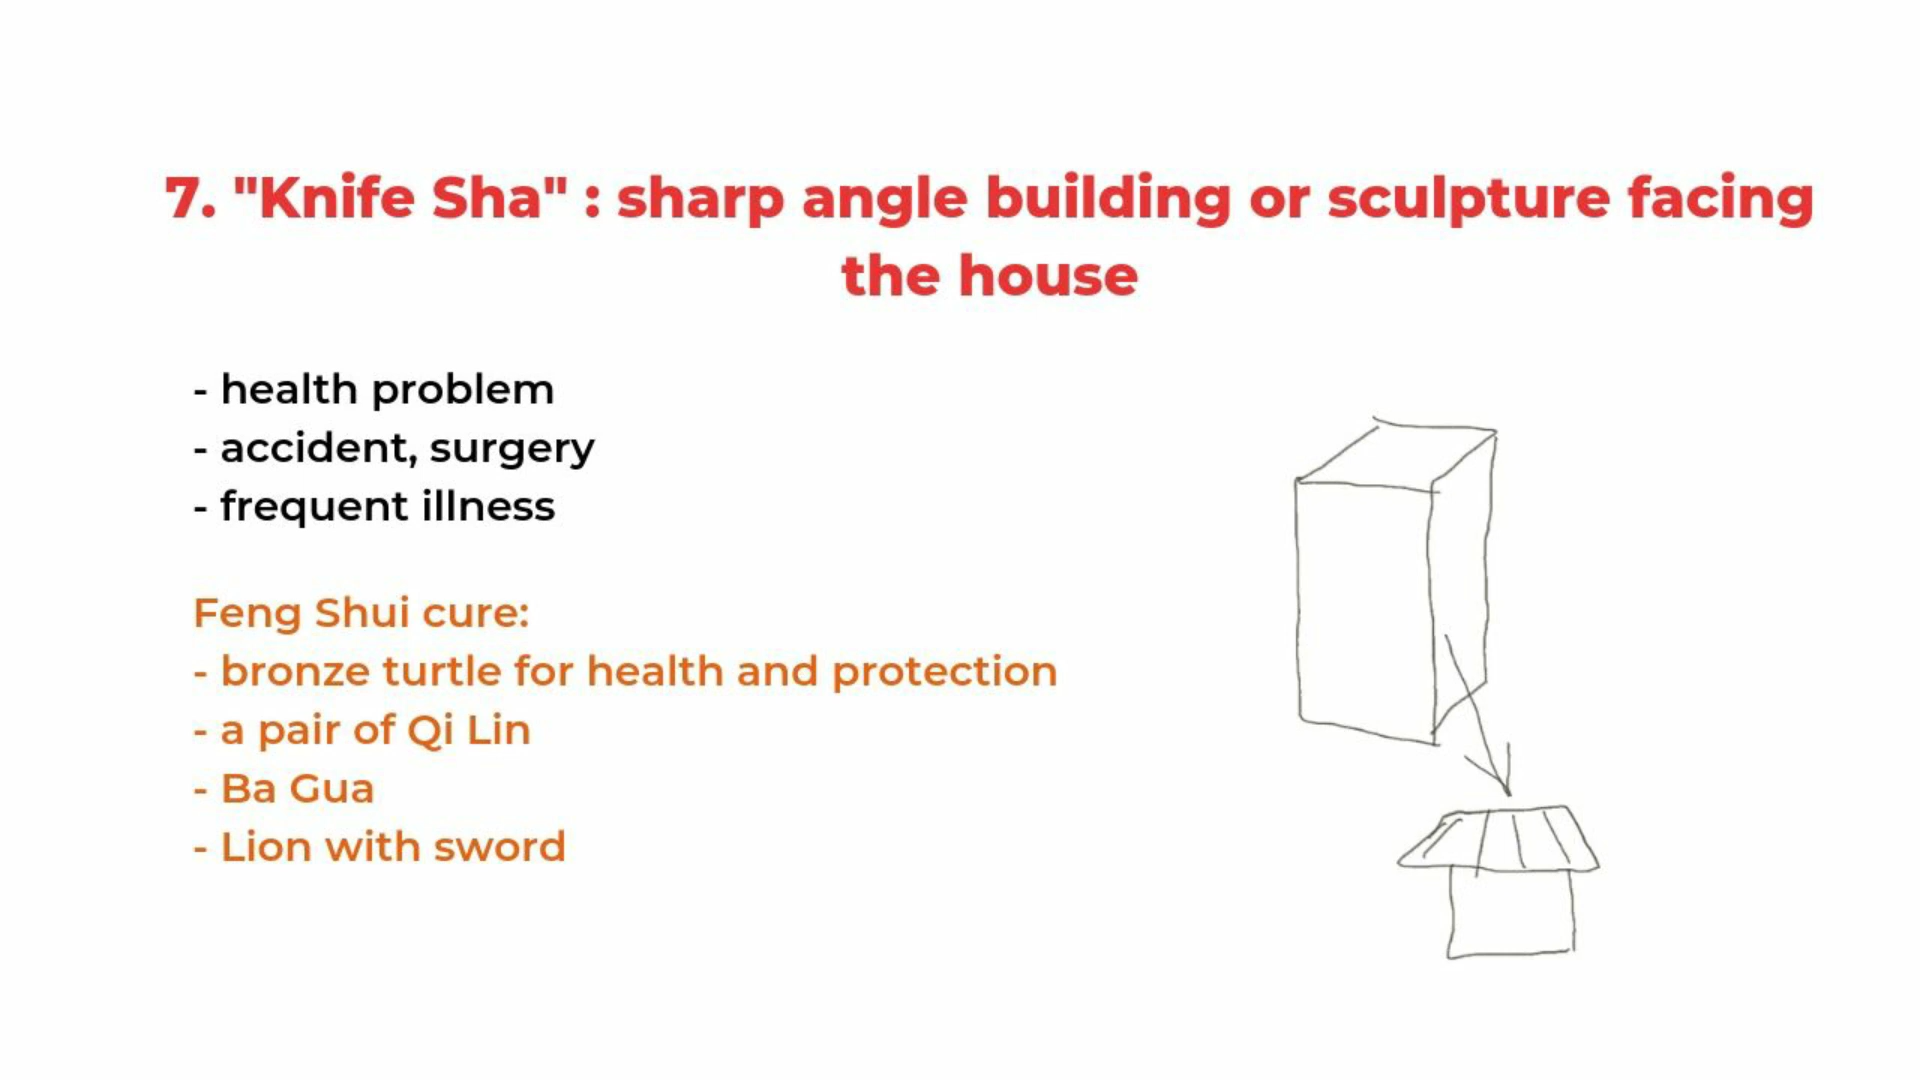 7. "Knife Sha" : sharp angle building or sculpture facing
the house
- health problem
- accident, surgery
- frequent illness
Feng Shui cure:
- bronze turtle for health and protection
- a pair of Qi Lin
- Ba Gua
- Lion with sword